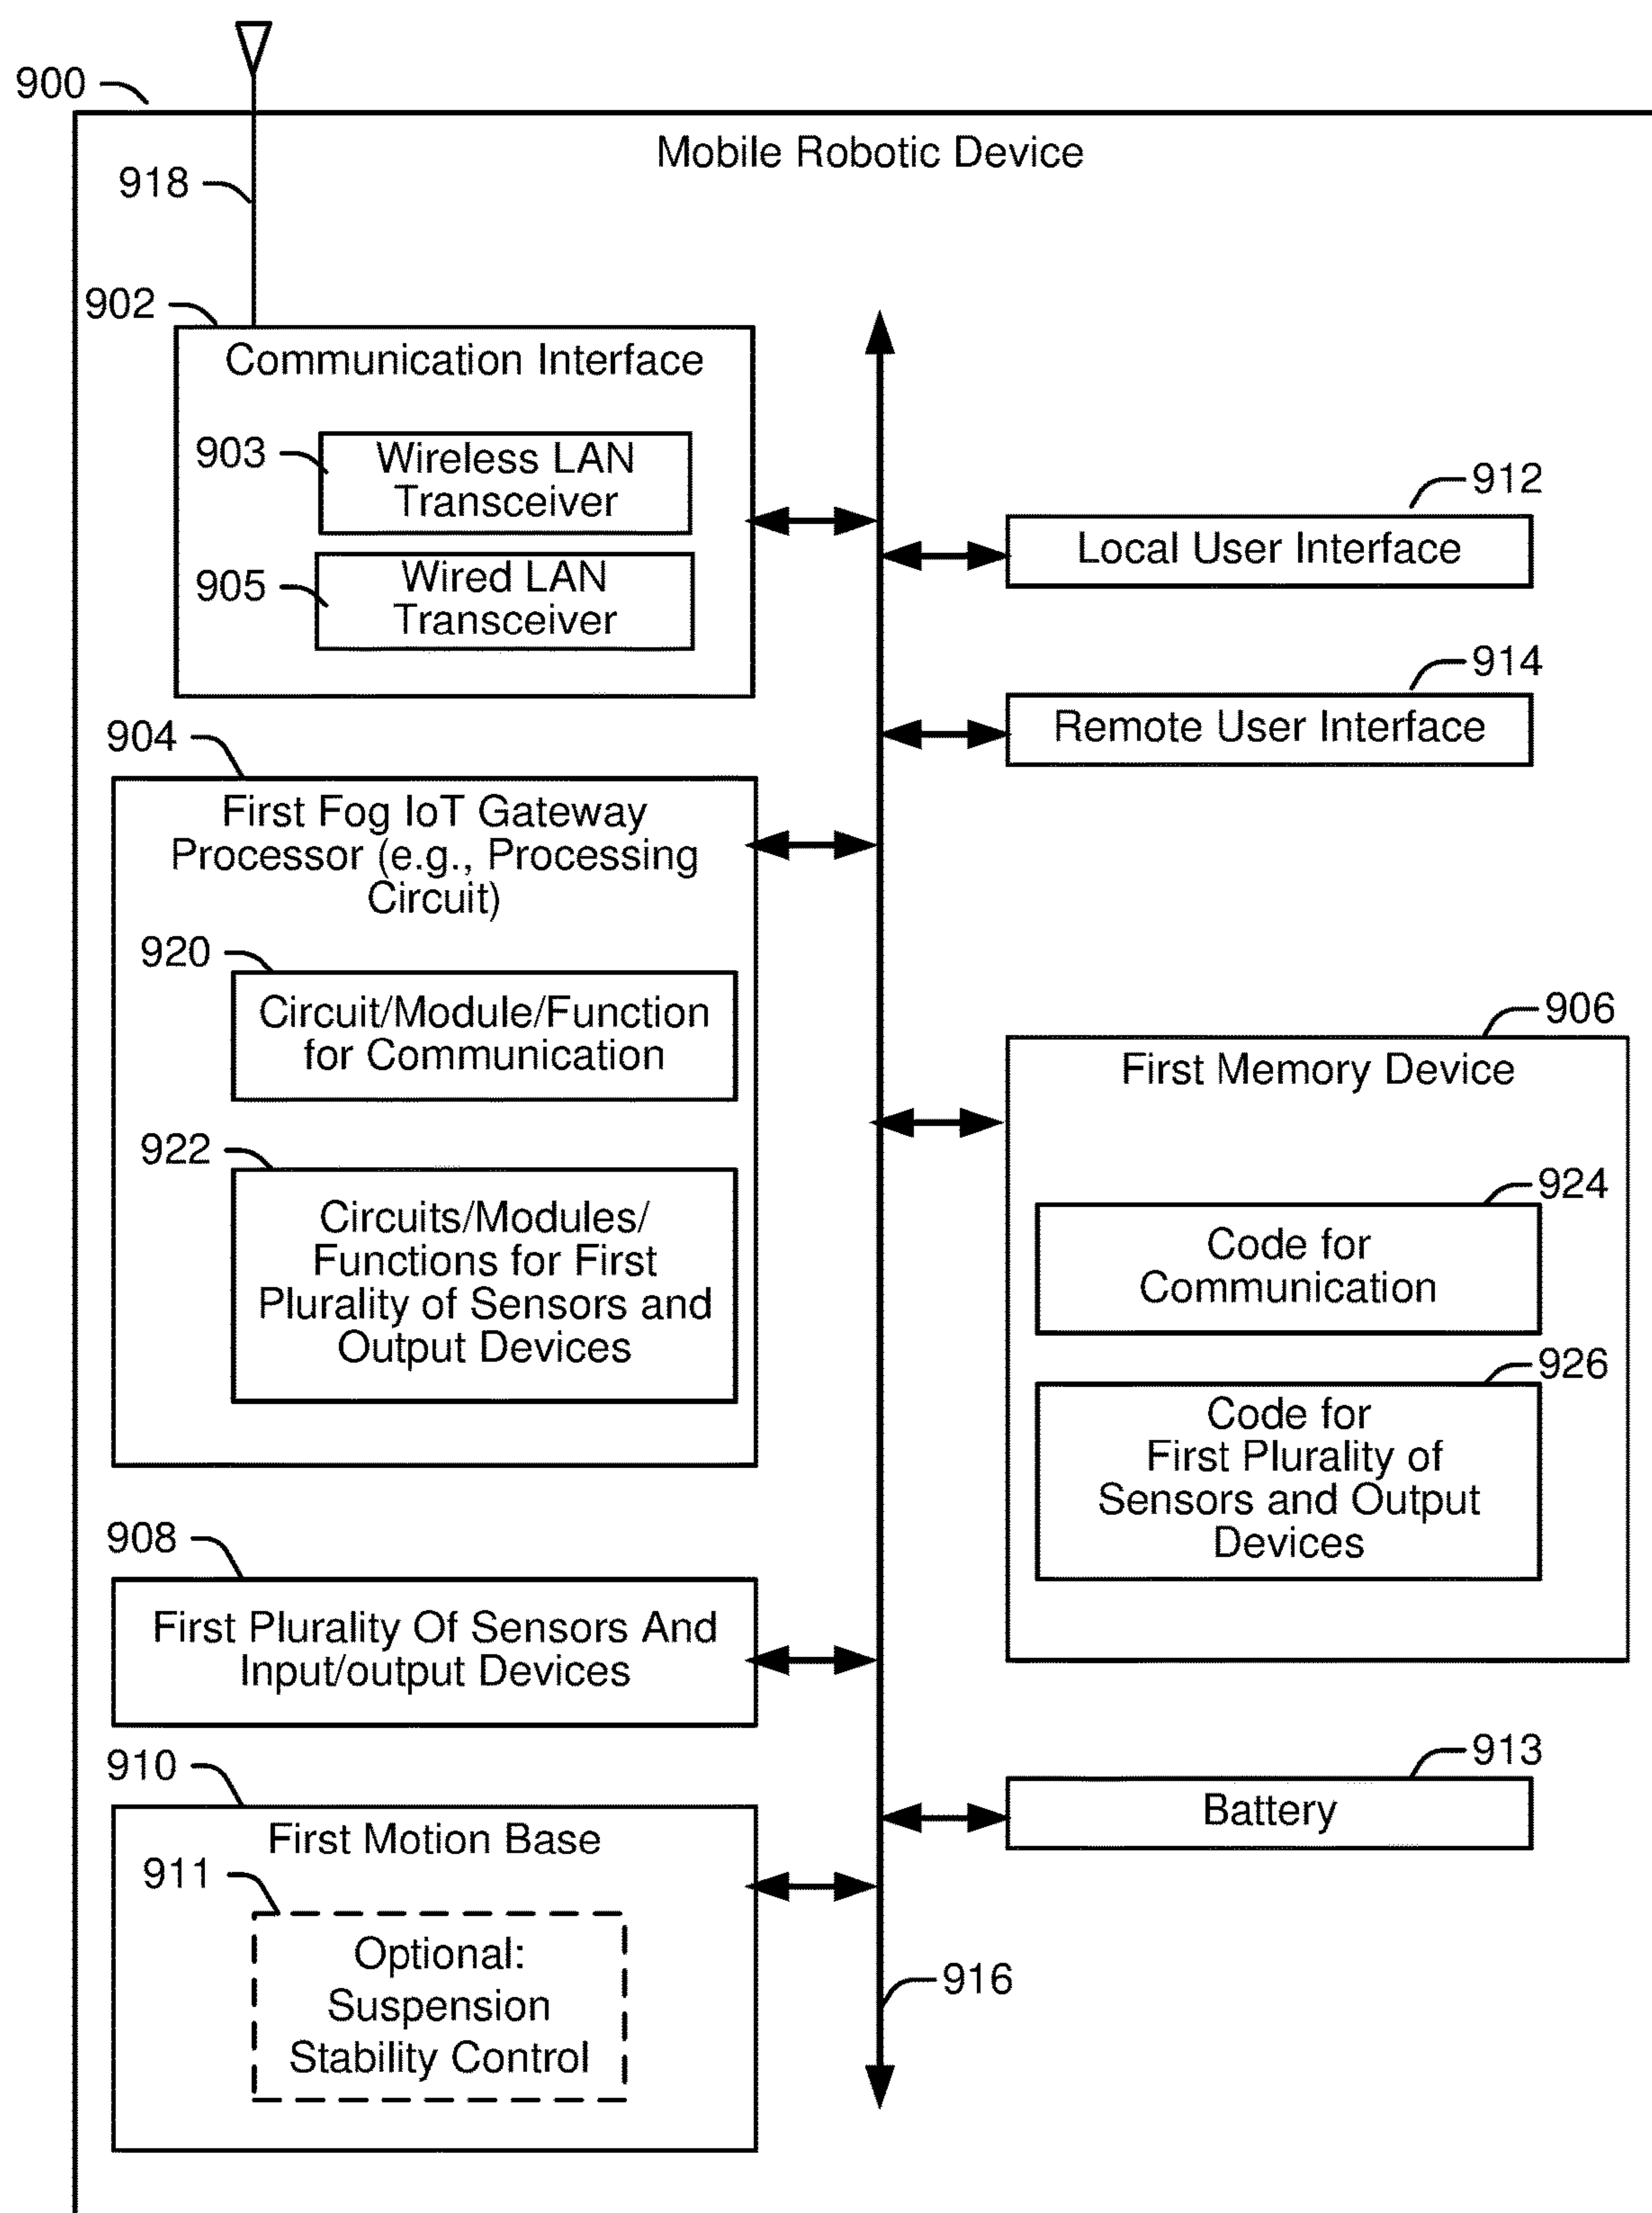 900
Mobile Robotic Device
918
902
Communication Interface
903
Wireless LAN
Transceiver
905
Wired LAN
Transceiver
912
Local User Interface
914
Remote User Interface
904
First Fog IoT Gateway
Processor (e.g., Processing
Circuit)
920
Circuit/Module/Function
for Communication
922
Circuits/Modules/
Functions for First
Plurality of Sensors and
Output Devices
906
First Memory Device
924
Code for
Communication
926
Code for
First Plurality of
Sensors and Output
Devices
908
First Plurality Of Sensors And
Input/output Devices
910
First Motion Base
911
Optional:
Suspension
Stability Control
913
Battery
916